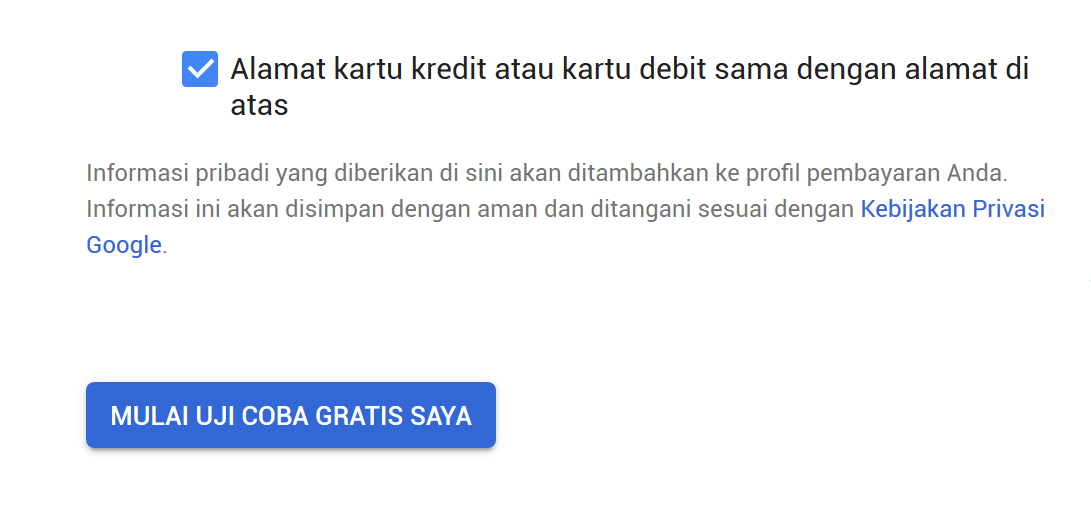 Alamat kartu kredit atau kartu debit sama dengan alamat di
atas
Informasi pribadi yang diberikan di sini akan ditambahkan ke profil pembayaran Anda.
Informasi ini akan disimpan dengan aman dan ditangani sesuai dengan Kebijakan Privasi
Google.
MULAI UJI COBA GRATIS SAYA